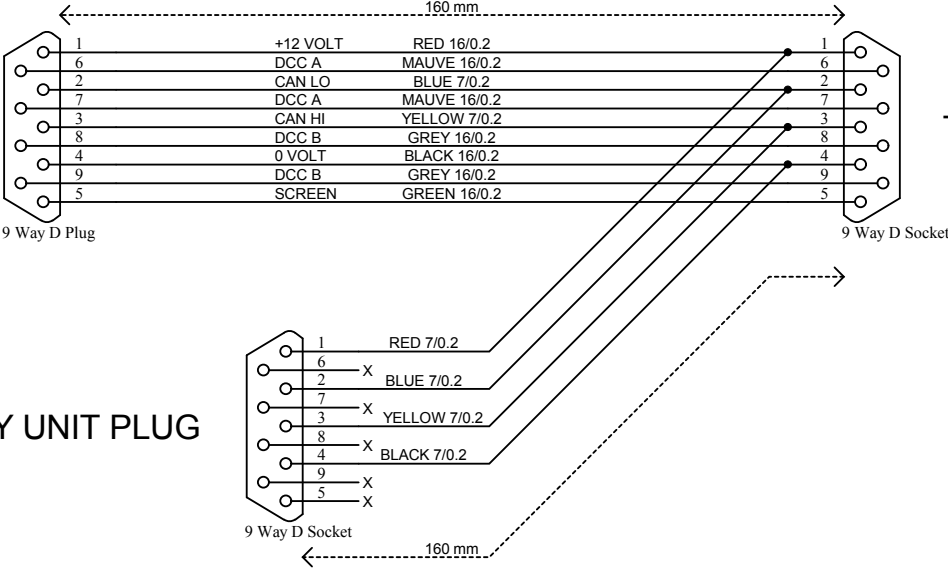 160 mm
1 +12 VOLT RED 16/0.2 1
6 DCC A MAUVE 16/0.2 6
2 CAN LO BLUE 7/0.2 2
7 DCC A MAUVE 16/0.2 7
3 CAN HI YELLOW 7/0.2 3
8 DCC B GREY 16/0.2 8
4 0 VOLT BLACK 16/0.2 4
9 DCC B GREY 16/0.2 9
5 SCREEN GREEN 16/0.2 5
9 Way D Plug
9 Way D Socket
1 RED 7/0.2
6 X
2 BLUE 7/0.2
7 X
3 YELLOW 7/0.2
8 X
4 BLACK 7/0.2
9 X
5 X
Y UNIT PLUG
9 Way D Socket
160 mm